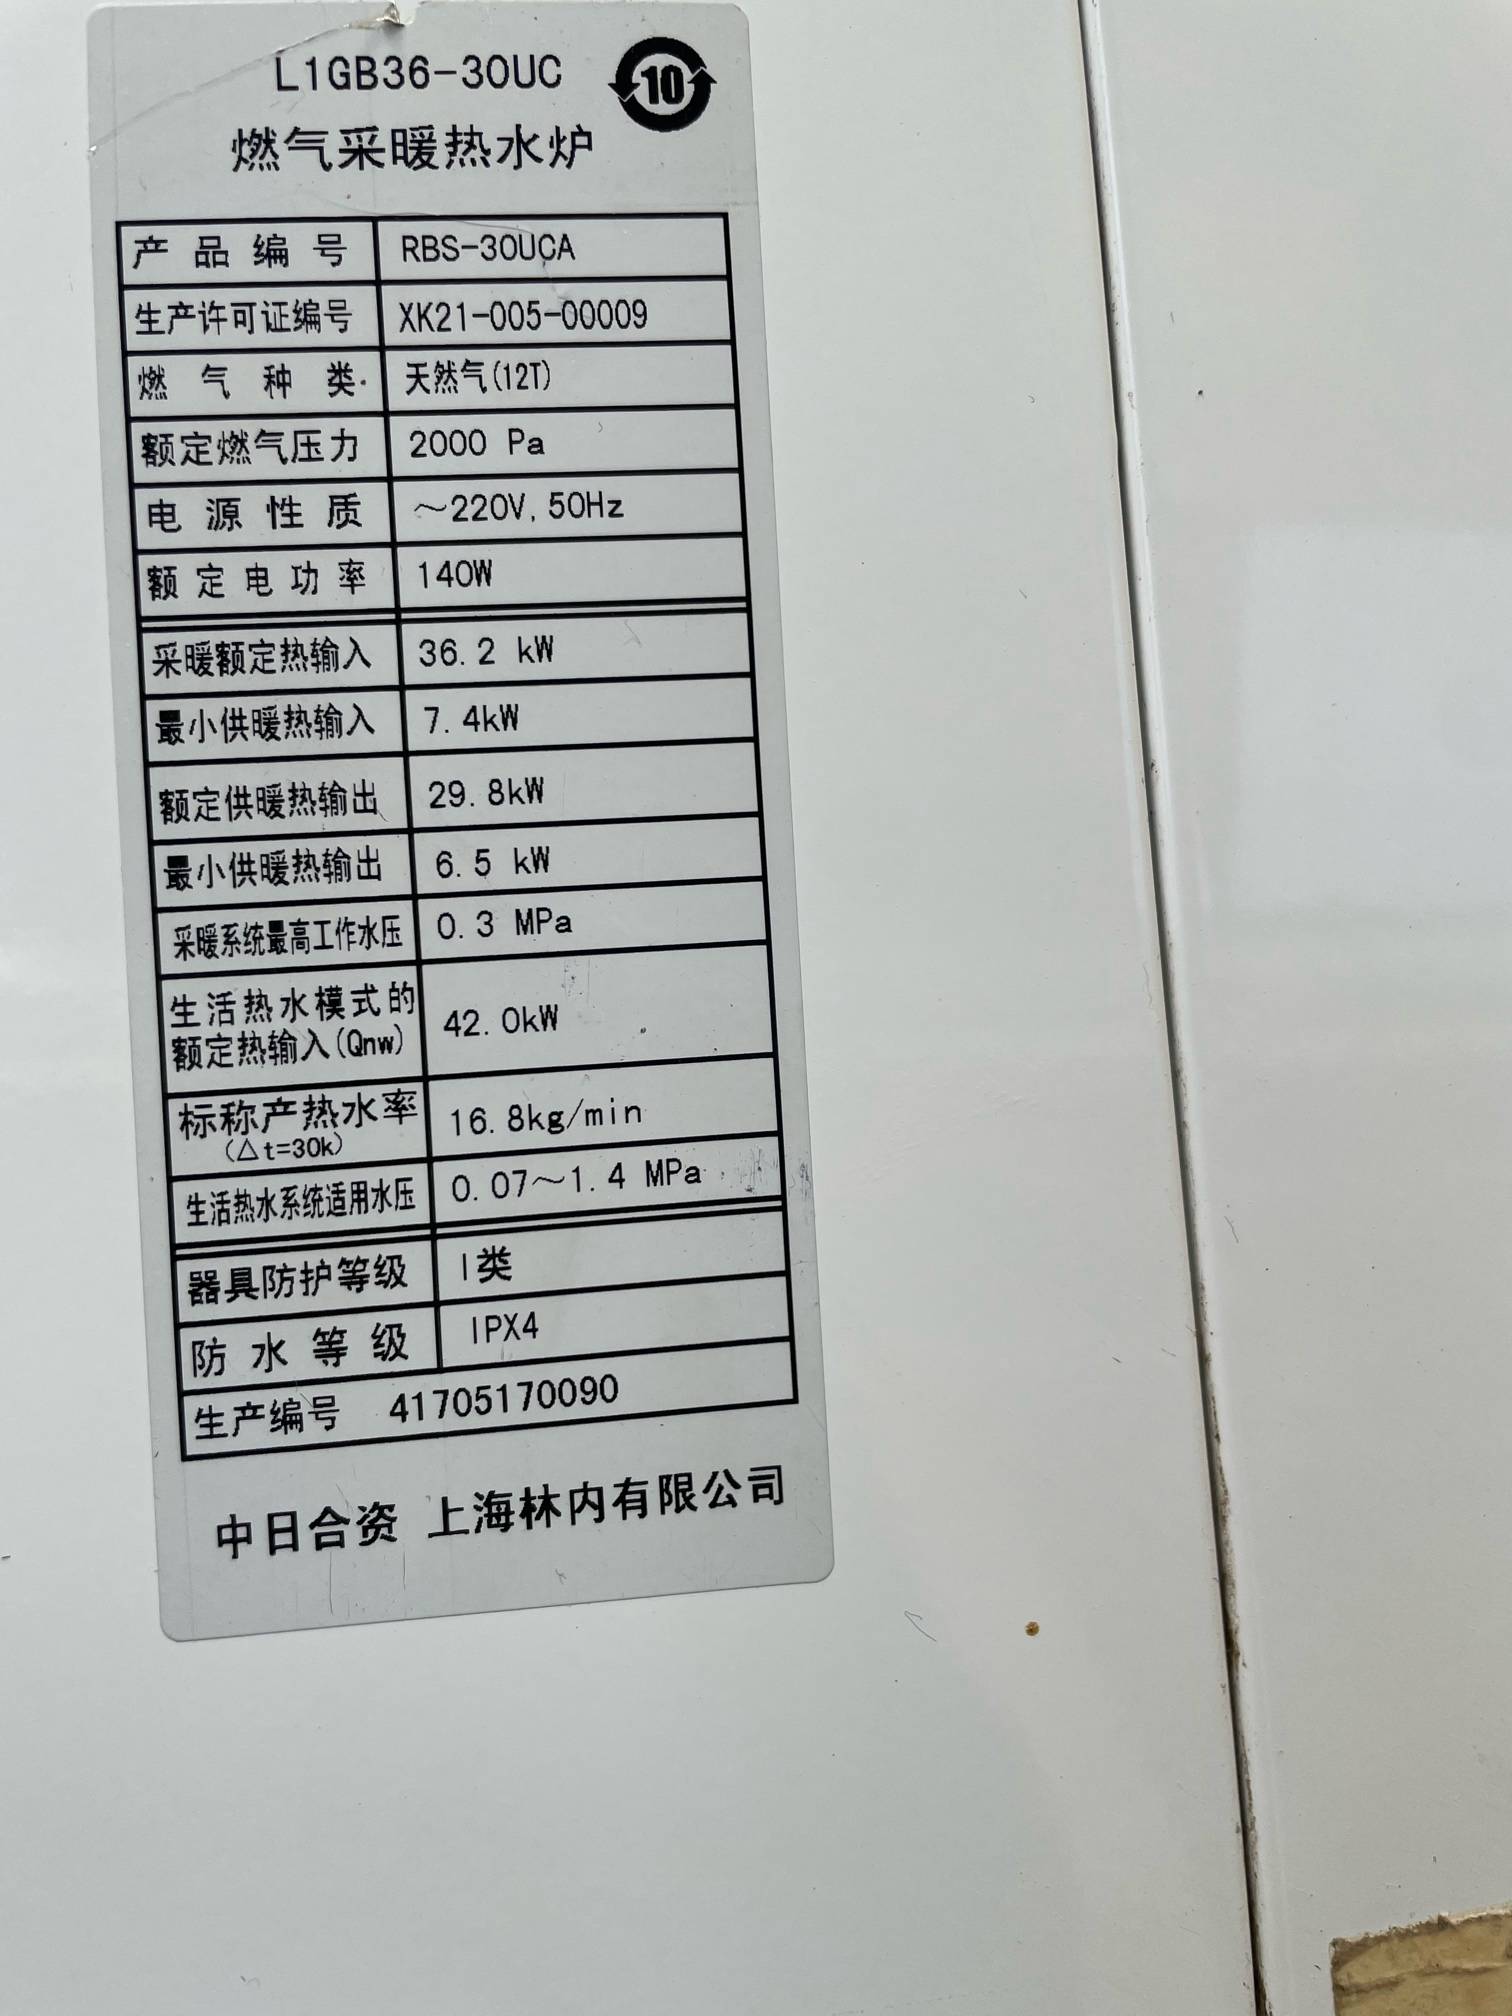 L1GB36-30UC
10
燃气采暖热水炉
产品编号 RBS-30UCA
生产许可证编号 XK21-005-00009
燃气种类 天然气(12T)
额定燃气压力 2000 Pa
电源性质 ～220V, 50Hz
额定电功率 140W
采暖额定热输入 36.2 kW
最小供暖热输入 7.4kW
额定供暖热输出 29.8kW
最小供暖热输出 6.5 kW
采暖系统最高工作水压 0.3 MPa
生活热水模式的
额定热输入(Qnw) 42.0kW
标称产热水率
(△t=30k) 16.8kg/min
生活热水系统适用水压 0.07～1.4 MPa
器具防护等级 I类
防水等级 IPX4
生产编号 41705170090
中日合资 上海林内有限公司